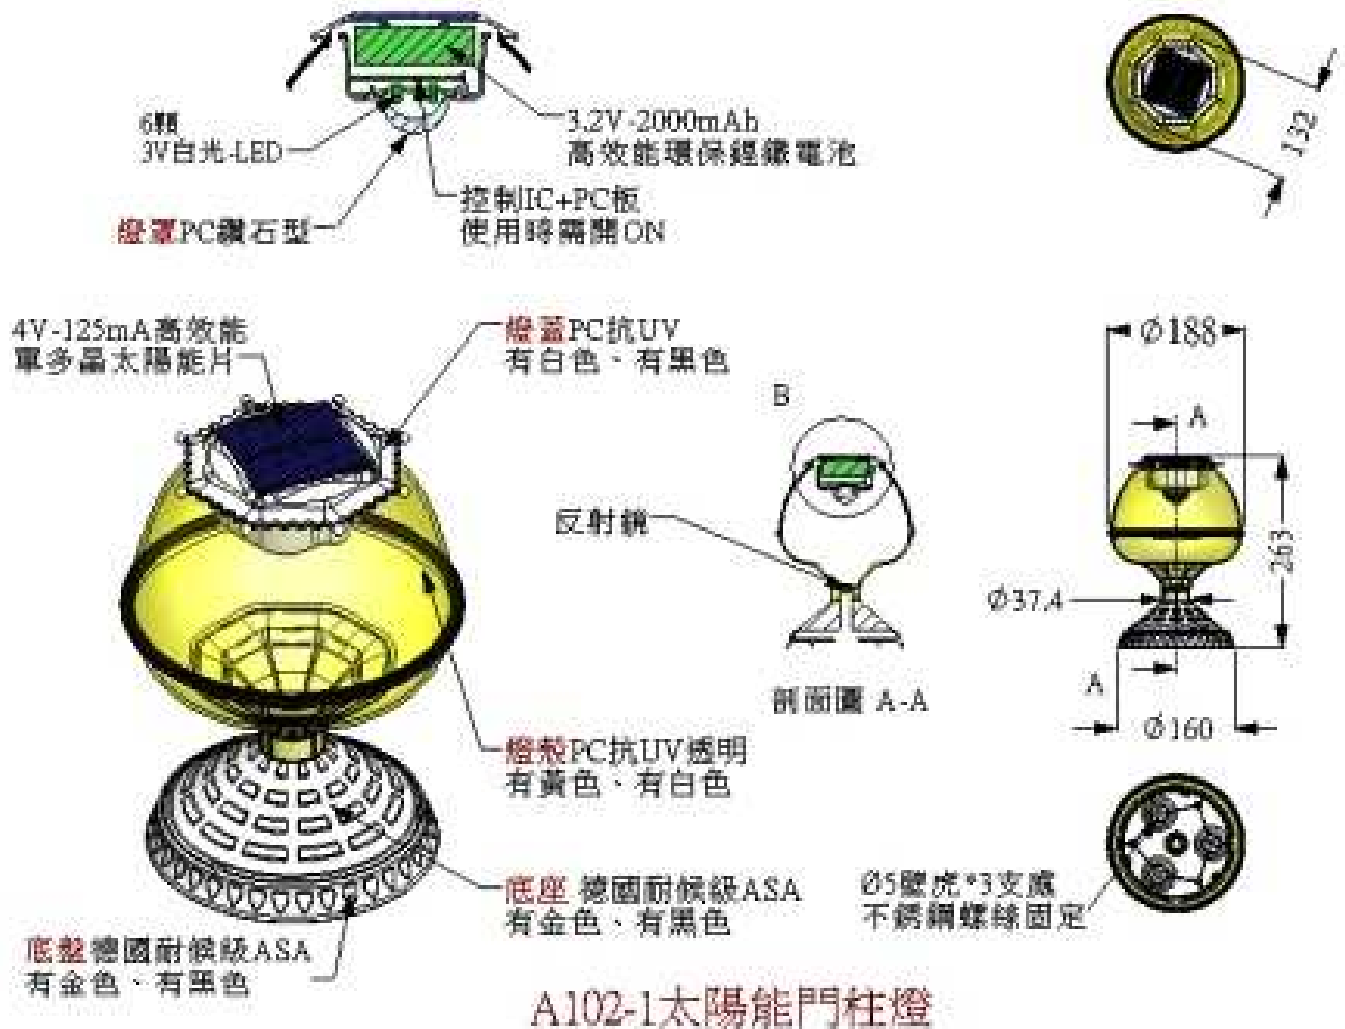 6顆
3V白光-LED
3.2V-2000mAh
高效能環保鋰鐵電池
控制IC+PC板
使用時需開ON
燈罩PC鑽石型
132
4V-125mA高效能
單多晶太陽能片
燈蓋PC抗UV
有白色、有黑色
B
反射鏡
剖面圖 A-A
Ø188
A
263
Ø37.4
A
Ø160
燈殼PC抗UV透明
有黃色、有白色
底座 德國耐候級ASA
有金色、有黑色
底盤德國耐候級ASA
有金色、有黑色
Ø5壁虎*3支
不銹鋼螺絲固定
A102-1太陽能門柱燈